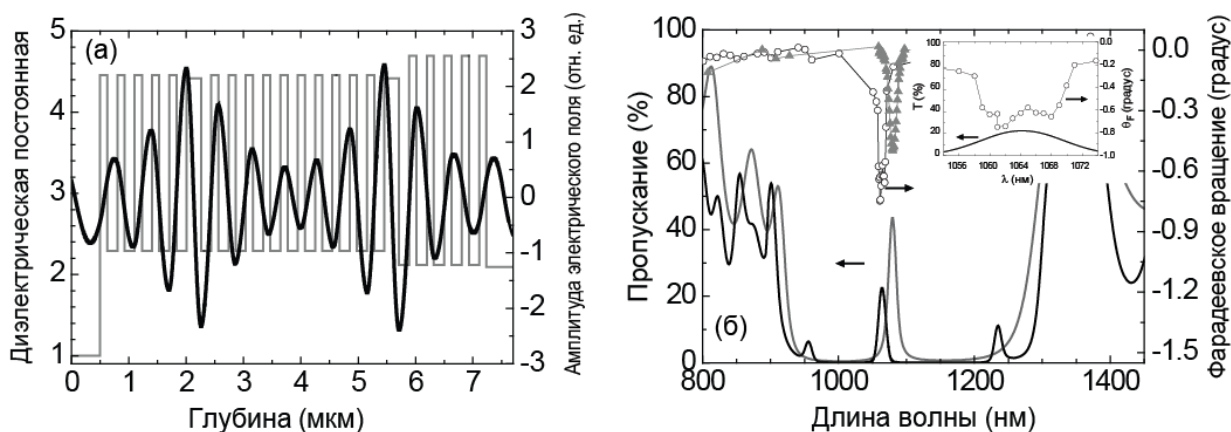 (а)
Диэлектрическая постоянная
5
4
3
2
1
0 1 2 3 4 5 6 7
Глубина (мкм)
3
2
1
0
-1
-2
-3
Амплитуда электрического поля (отн. ед.)
(б)
Пропускание (%)
100
80
60
40
20
0
800 1000 1200 1400
Длина волны (нм)
0.0
-0.3
-0.6
-0.9
-1.2
-1.5
Фарадеевское вращение (градус)
T (%)
100
80
60
40
20
0
1056 1060 1064 1068 1072
λ (нм)
0.0
-0.2
-0.4
-0.6
-0.8
-1.0
θF (градус)